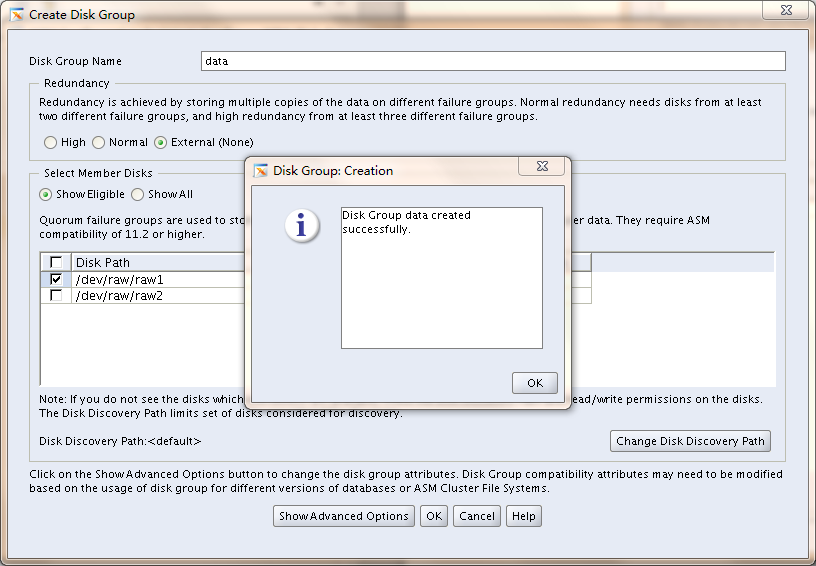 Create Disk Group
Disk Group Name
data
Redundancy
Redundancy is achieved by storing multiple copies of the data on different failure groups. Normal redundancy needs disks from at least
two different failure groups, and high redundancy from at least three different failure groups.
High Normal External (None)
Select Member Disks
Show Eligible Show All
Quorum failure groups are used to
er data. They require ASM
compatibility of 11.2 or higher.
Disk Path
/dev/raw/raw1
/dev/raw/raw2
Disk Group: Creation
Disk Group data created
successfully.
OK
Note: If you do not see the disks which
ead/write permissions on the disks.
The Disk Discovery Path limits set of disks considered for discovery.
Disk Discovery Path:<default>
Change Disk Discovery Path
Click on the Show Advanced Options button to change the disk group attributes. Disk Group compatibility attributes may need to be modified
based on the usage of disk group for different versions of databases or ASM Cluster File Systems.
Show Advanced Options OK Cancel Help